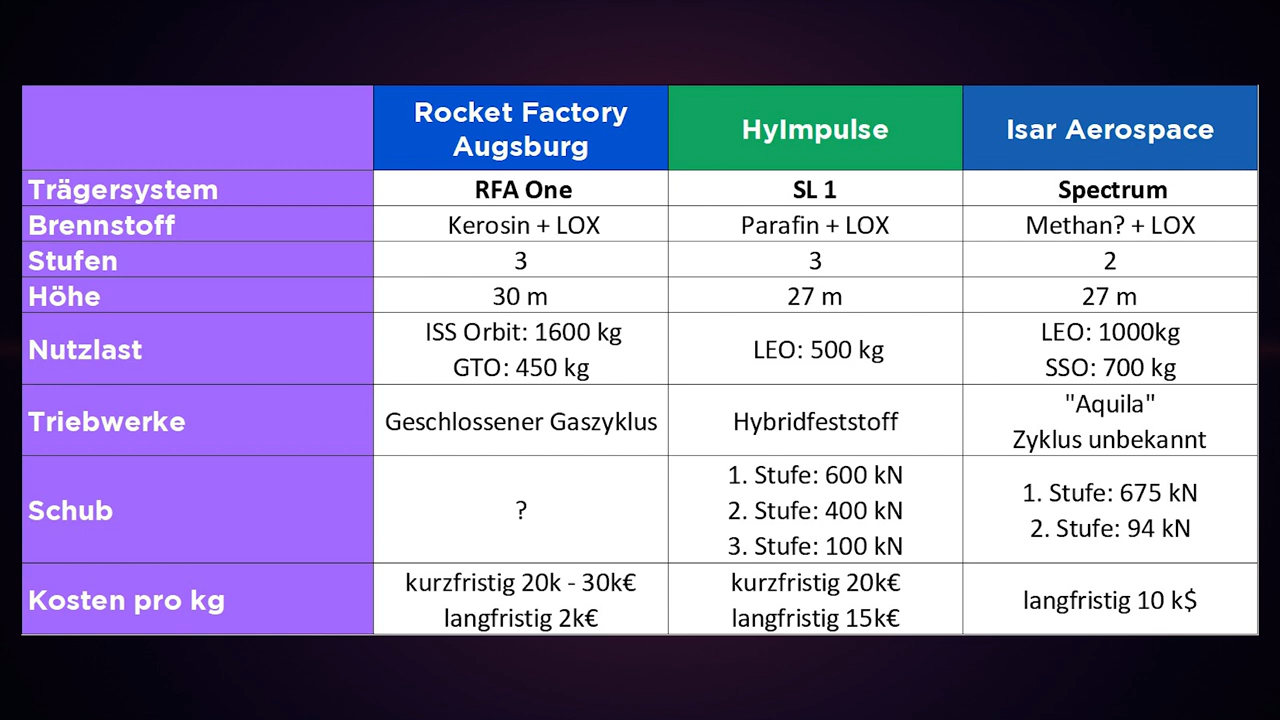 Rocket Factory
Augsburg
HyImpulse
Isar Aerospace
Trägersystem
RFA One
SL 1
Spectrum
Brennstoff
Kerosin + LOX
Parafin + LOX
Methan? + LOX
Stufen
3
3
2
Höhe
30 m
27 m
27 m
Nutzlast
ISS Orbit: 1600 kg
GTO: 450 kg
LEO: 500 kg
LEO: 1000kg
SSO: 700 kg
Triebwerke
Geschlossener Gaszyklus
Hybridfeststoff
"Aquila"
Zyklus unbekannt
Schub
?
1. Stufe: 600 kN
2. Stufe: 400 kN
3. Stufe: 100 kN
1. Stufe: 675 kN
2. Stufe: 94 kN
Kosten pro kg
kurzfristig 20k - 30k€
langfristig 2k€
kurzfristig 20k€
langfristig 15k€
langfristig 10 k$